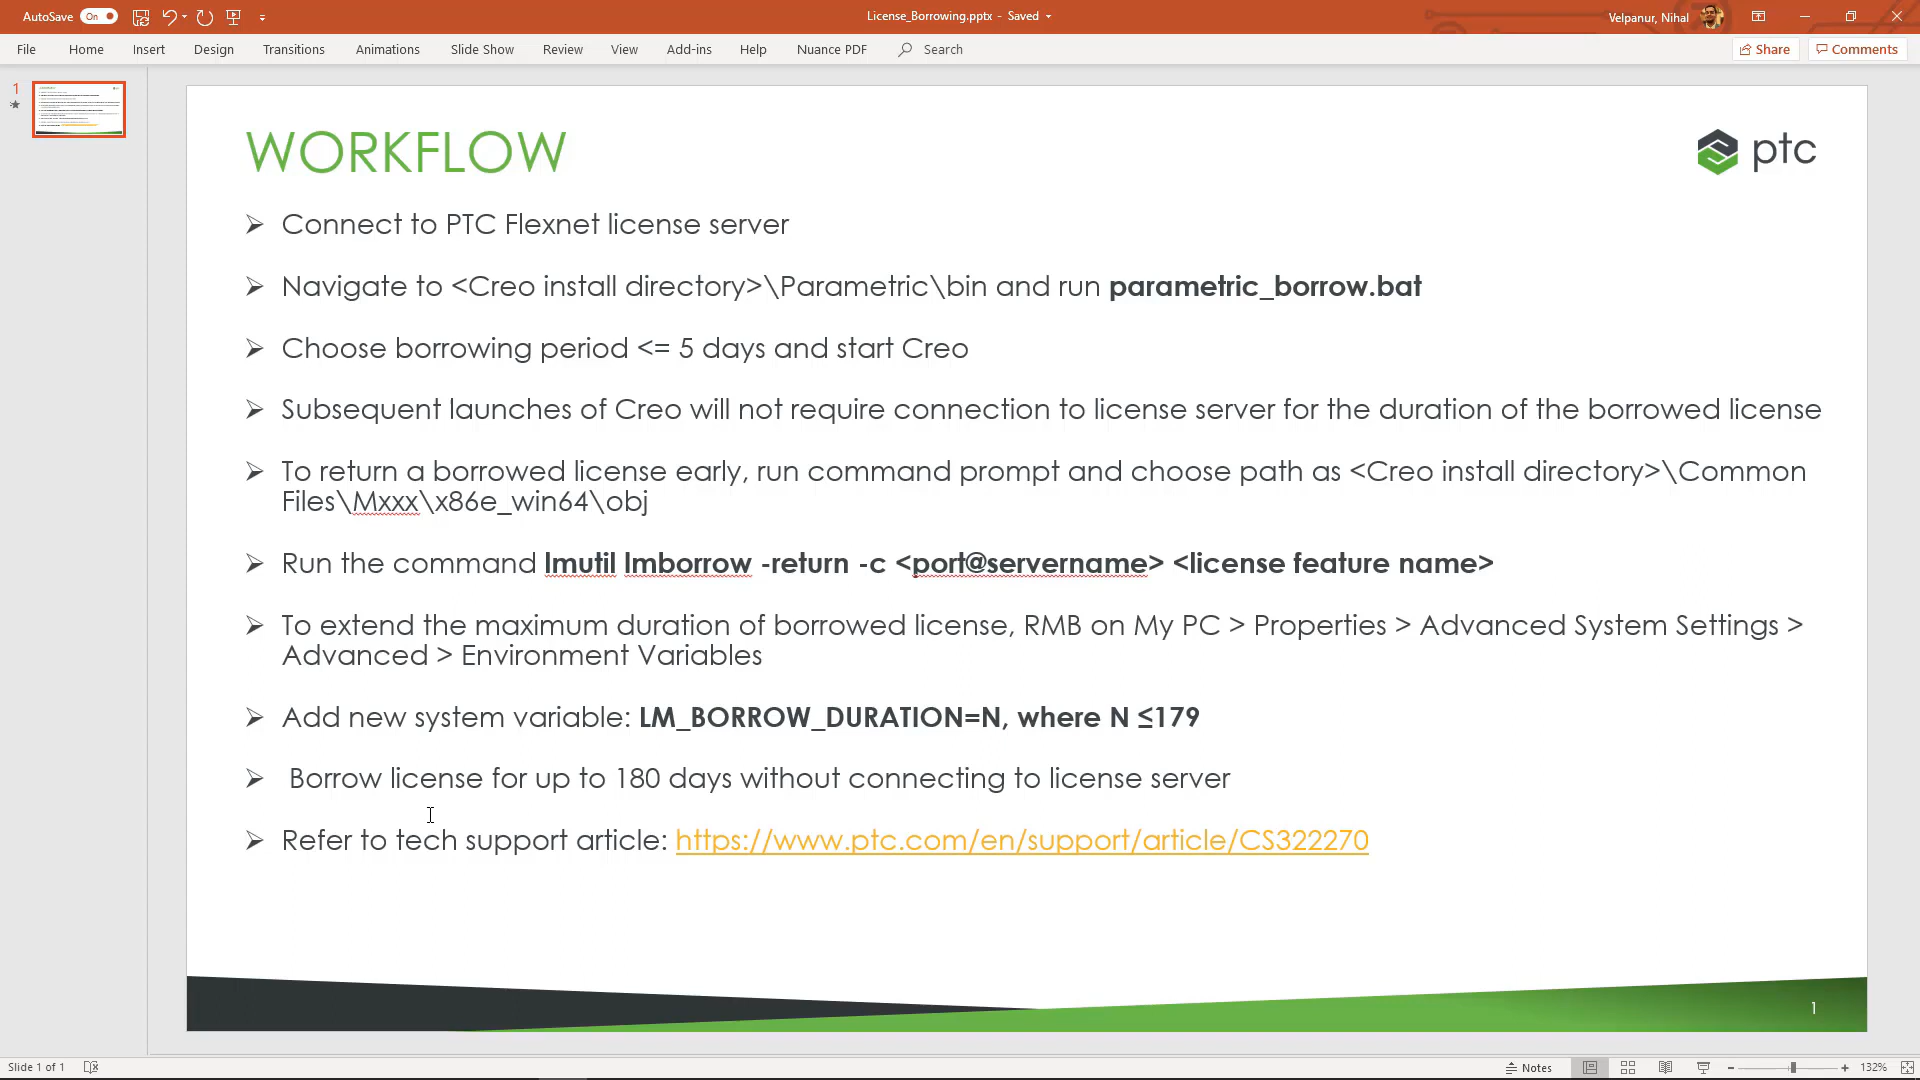 AutoSave On License_Borrowing.pptx - Saved Velpanur, Nihal
File Home Insert Design Transitions Animations Slide Show Review View Add-ins Help Nuance PDF Search Share Comments
1
WORKFLOW
ptc
Connect to PTC Flexnet license server
Navigate to <Creo install directory>\Parametric\bin and run parametric_borrow.bat
Choose borrowing period <= 5 days and start Creo
Subsequent launches of Creo will not require connection to license server for the duration of the borrowed license
To return a borrowed license early, run command prompt and choose path as <Creo install directory>\Common
Files\Mxxx\x86e_win64\obj
Run the command lmutil lmborrow -return -c <port@servername> <license feature name>
To extend the maximum duration of borrowed license, RMB on My PC > Properties > Advanced System Settings >
Advanced > Environment Variables
Add new system variable: LM_BORROW_DURATION=N, where N ≤179
Borrow license for up to 180 days without connecting to license server
Refer to tech support article: https://www.ptc.com/en/support/article/CS322270
1
Slide 1 of 1 Notes 132%